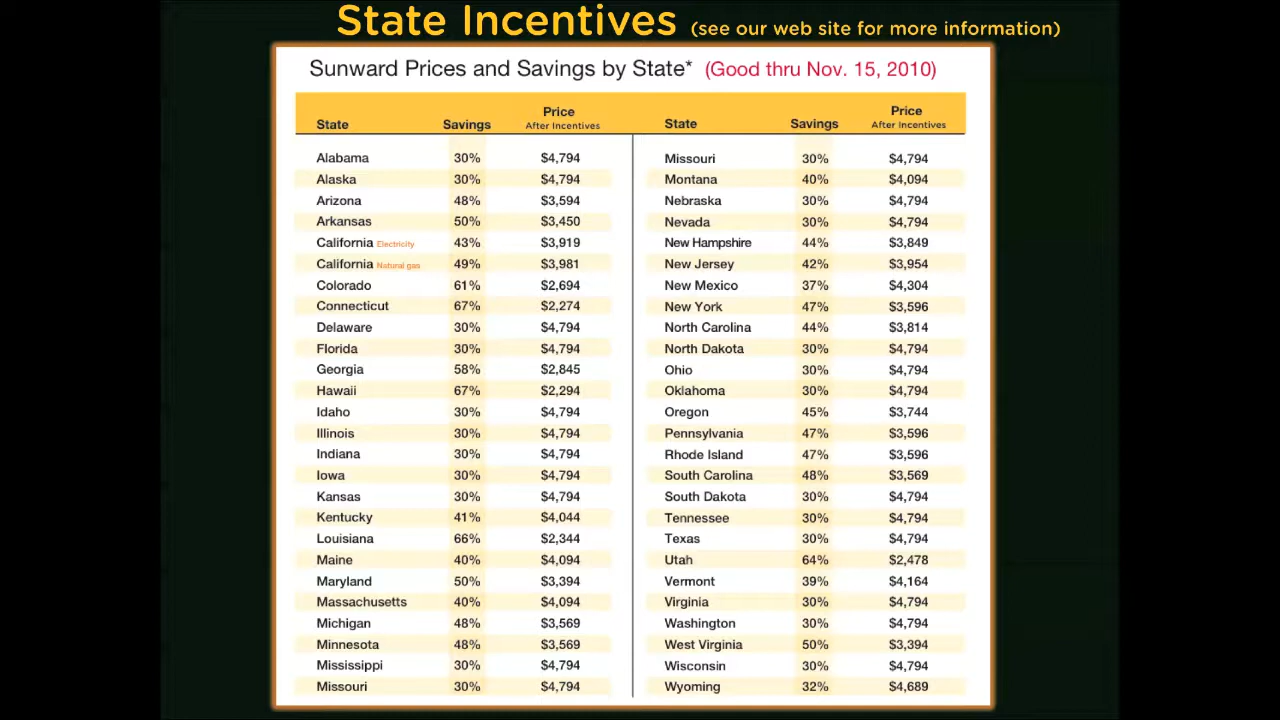 State Incentives (see our web site for more information)
Sunward Prices and Savings by State* (Good thru Nov. 15, 2010)
State Savings Price After Incentives
Alabama 30% $4,794
Alaska 30% $4,794
Arizona 48% $3,594
Arkansas 50% $3,450
California Electricity 43% $3,919
California Natural gas 49% $3,981
Colorado 61% $2,694
Connecticut 67% $2,274
Delaware 30% $4,794
Florida 30% $4,794
Georgia 58% $2,845
Hawaii 67% $2,294
Idaho 30% $4,794
Illinois 30% $4,794
Indiana 30% $4,794
Iowa 30% $4,794
Kansas 30% $4,794
Kentucky 41% $4,044
Louisiana 66% $2,344
Maine 40% $4,094
Maryland 50% $3,394
Massachusetts 40% $4,094
Michigan 48% $3,569
Minnesota 48% $3,569
Mississippi 30% $4,794
Missouri 30% $4,794
State Savings Price After Incentives
Missouri 30% $4,794
Montana 40% $4,094
Nebraska 30% $4,794
Nevada 30% $4,794
New Hampshire 44% $3,849
New Jersey 42% $3,954
New Mexico 37% $4,304
New York 47% $3,596
North Carolina 44% $3,814
North Dakota 30% $4,794
Ohio 30% $4,794
Oklahoma 30% $4,794
Oregon 45% $3,744
Pennsylvania 47% $3,596
Rhode Island 47% $3,596
South Carolina 48% $3,569
South Dakota 30% $4,794
Tennessee 30% $4,794
Texas 30% $4,794
Utah 64% $2,478
Vermont 39% $4,164
Virginia 30% $4,794
Washington 30% $4,794
West Virginia 50% $3,394
Wisconsin 30% $4,794
Wyoming 32% $4,689